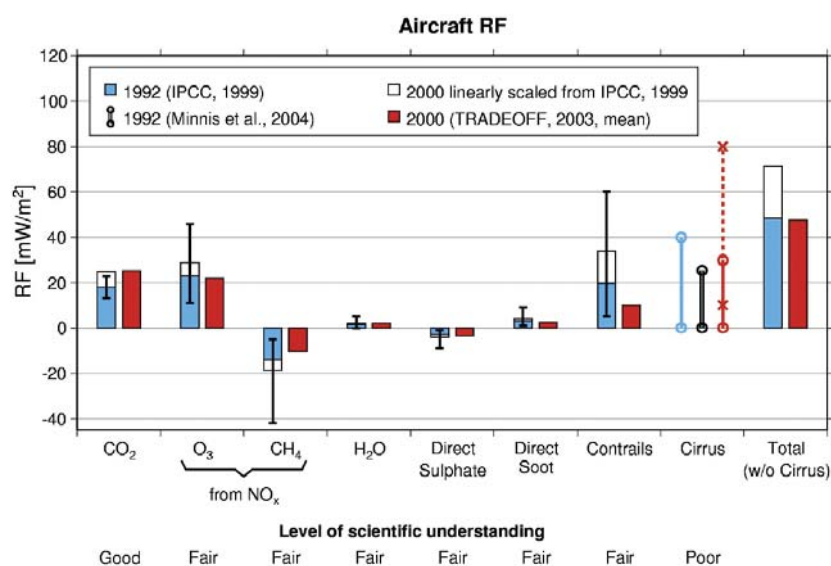 Aircraft RF
120
100
80
60
40
20
0
-20
-40
RF [mW/m²]
1992 (IPCC, 1999)
2000 linearly scaled from IPCC, 1999
1992 (Minnis et al., 2004)
2000 (TRADEOFF, 2003, mean)
CO₂ O₃ CH₄ H₂O Direct Sulphate Direct Soot Contrails Cirrus Total (w/o Cirrus)
from NOₓ
Level of scientific understanding
Good Fair Fair Fair Fair Fair Fair Poor